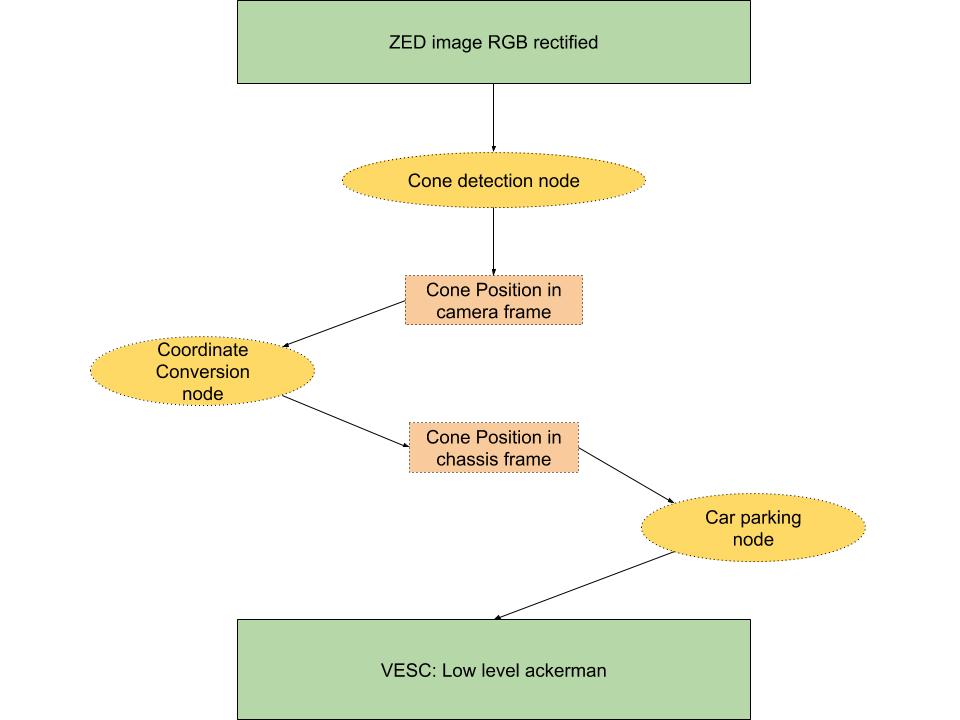 ZED image RGB rectified
Cone detection node
Cone Position in
camera frame
Coordinate
Conversion
node
Cone Position in
chassis frame
Car parking
node
VESC: Low level ackerman